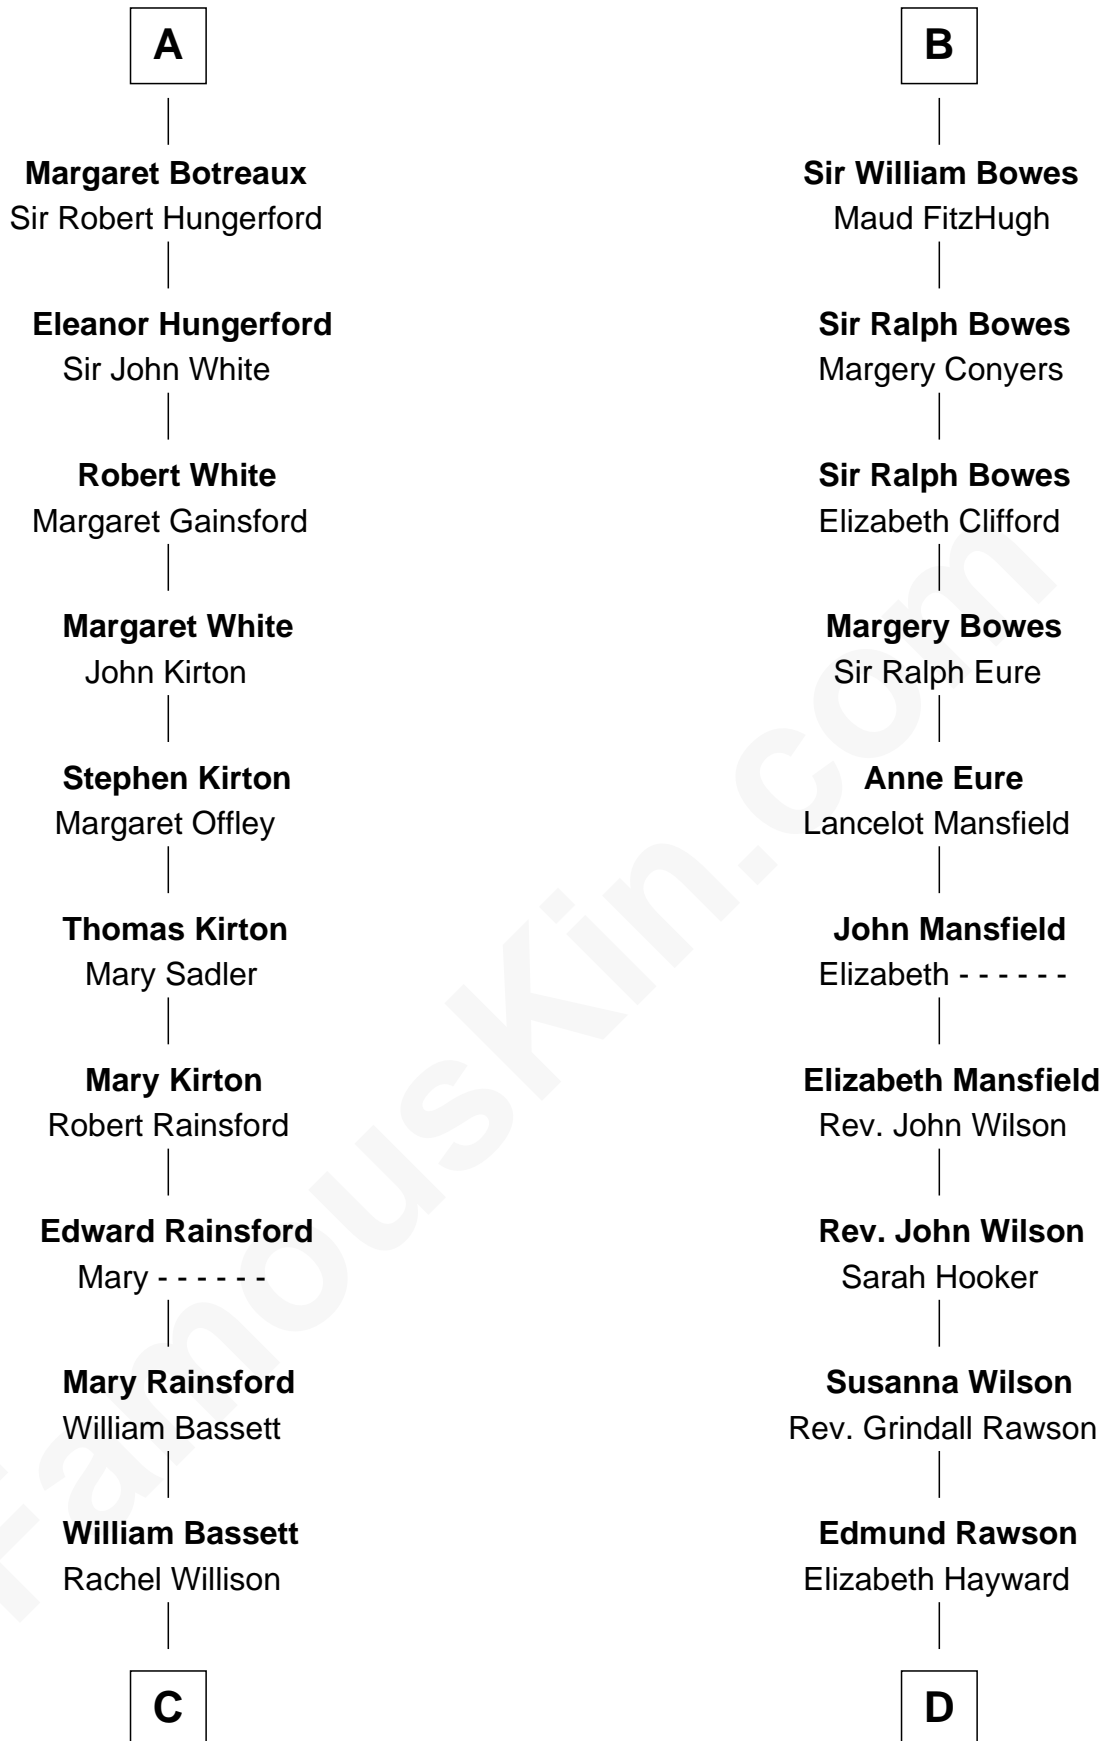 A
Margaret Botreaux
Sir Robert Hungerford
Eleanor Hungerford
Sir John White
Robert White
Margaret Gainsford
Margaret White
John Kirton
Stephen Kirton
Margaret Offley
Thomas Kirton
Mary Sadler
Mary Kirton
Robert Rainsford
Edward Rainsford
Mary - - - - - -
Mary Rainsford
William Bassett
William Bassett
Rachel Willison
C
B
Sir William Bowes
Maud FitzHugh
Sir Ralph Bowes
Margery Conyers
Sir Ralph Bowes
Elizabeth Clifford
Margery Bowes
Sir Ralph Eure
Anne Eure
Lancelot Mansfield
John Mansfield
Elizabeth - - - - - -
Elizabeth Mansfield
Rev. John Wilson
Rev. John Wilson
Sarah Hooker
Susanna Wilson
Rev. Grindall Rawson
Edmund Rawson
Elizabeth Hayward
D
FamousKin.com